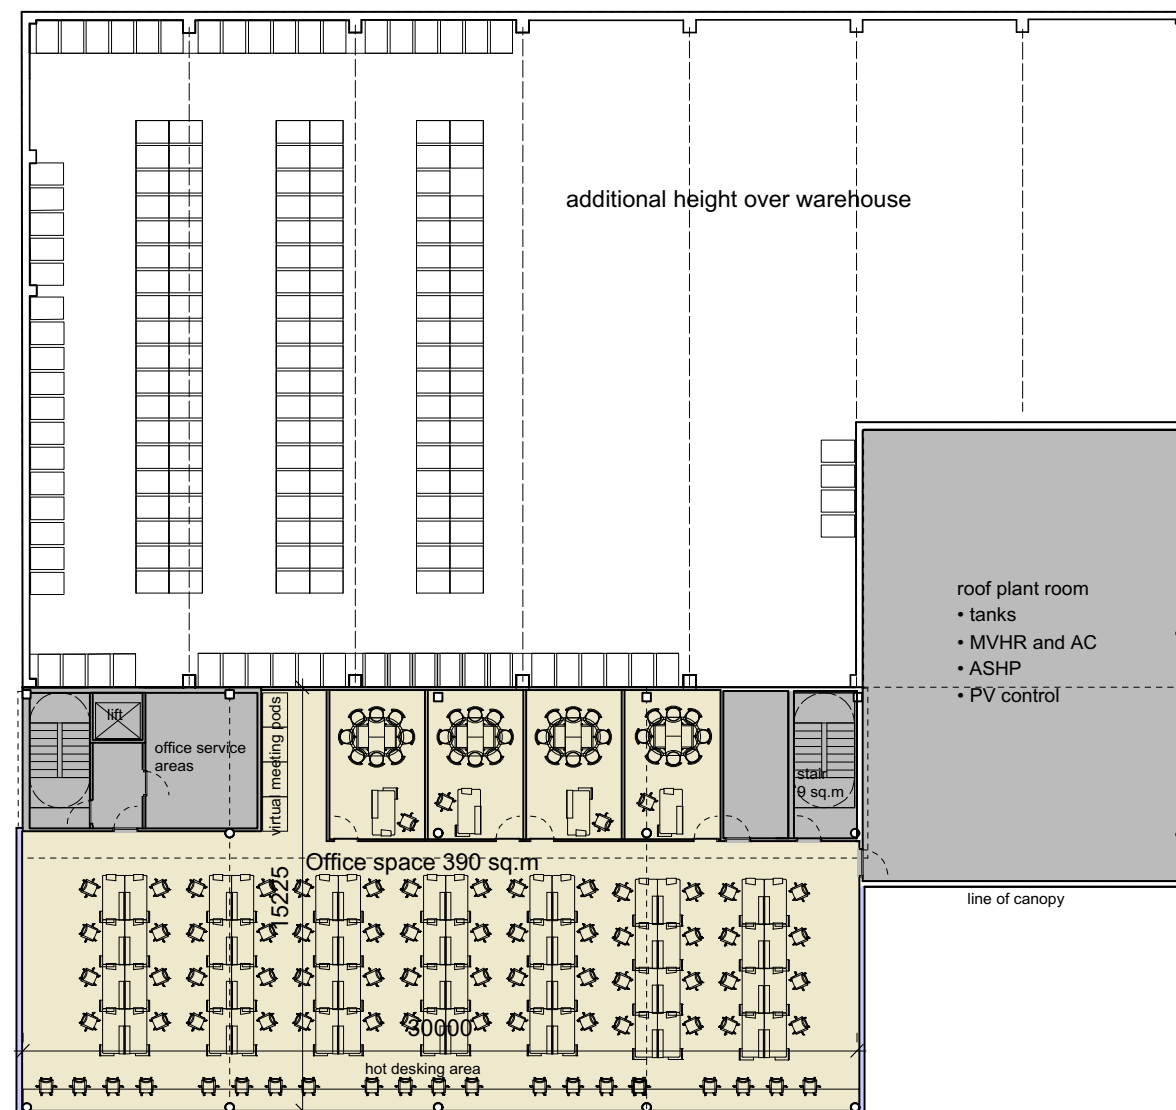 additional height over warehouse
roof plant room
• tanks
• MVHR and AC
• ASHP
• PV control
lift
office service
areas
virtual meeting pods
stair
9 sq.m
Office space 390 sq.m
15225
line of canopy
30000
hot desking area